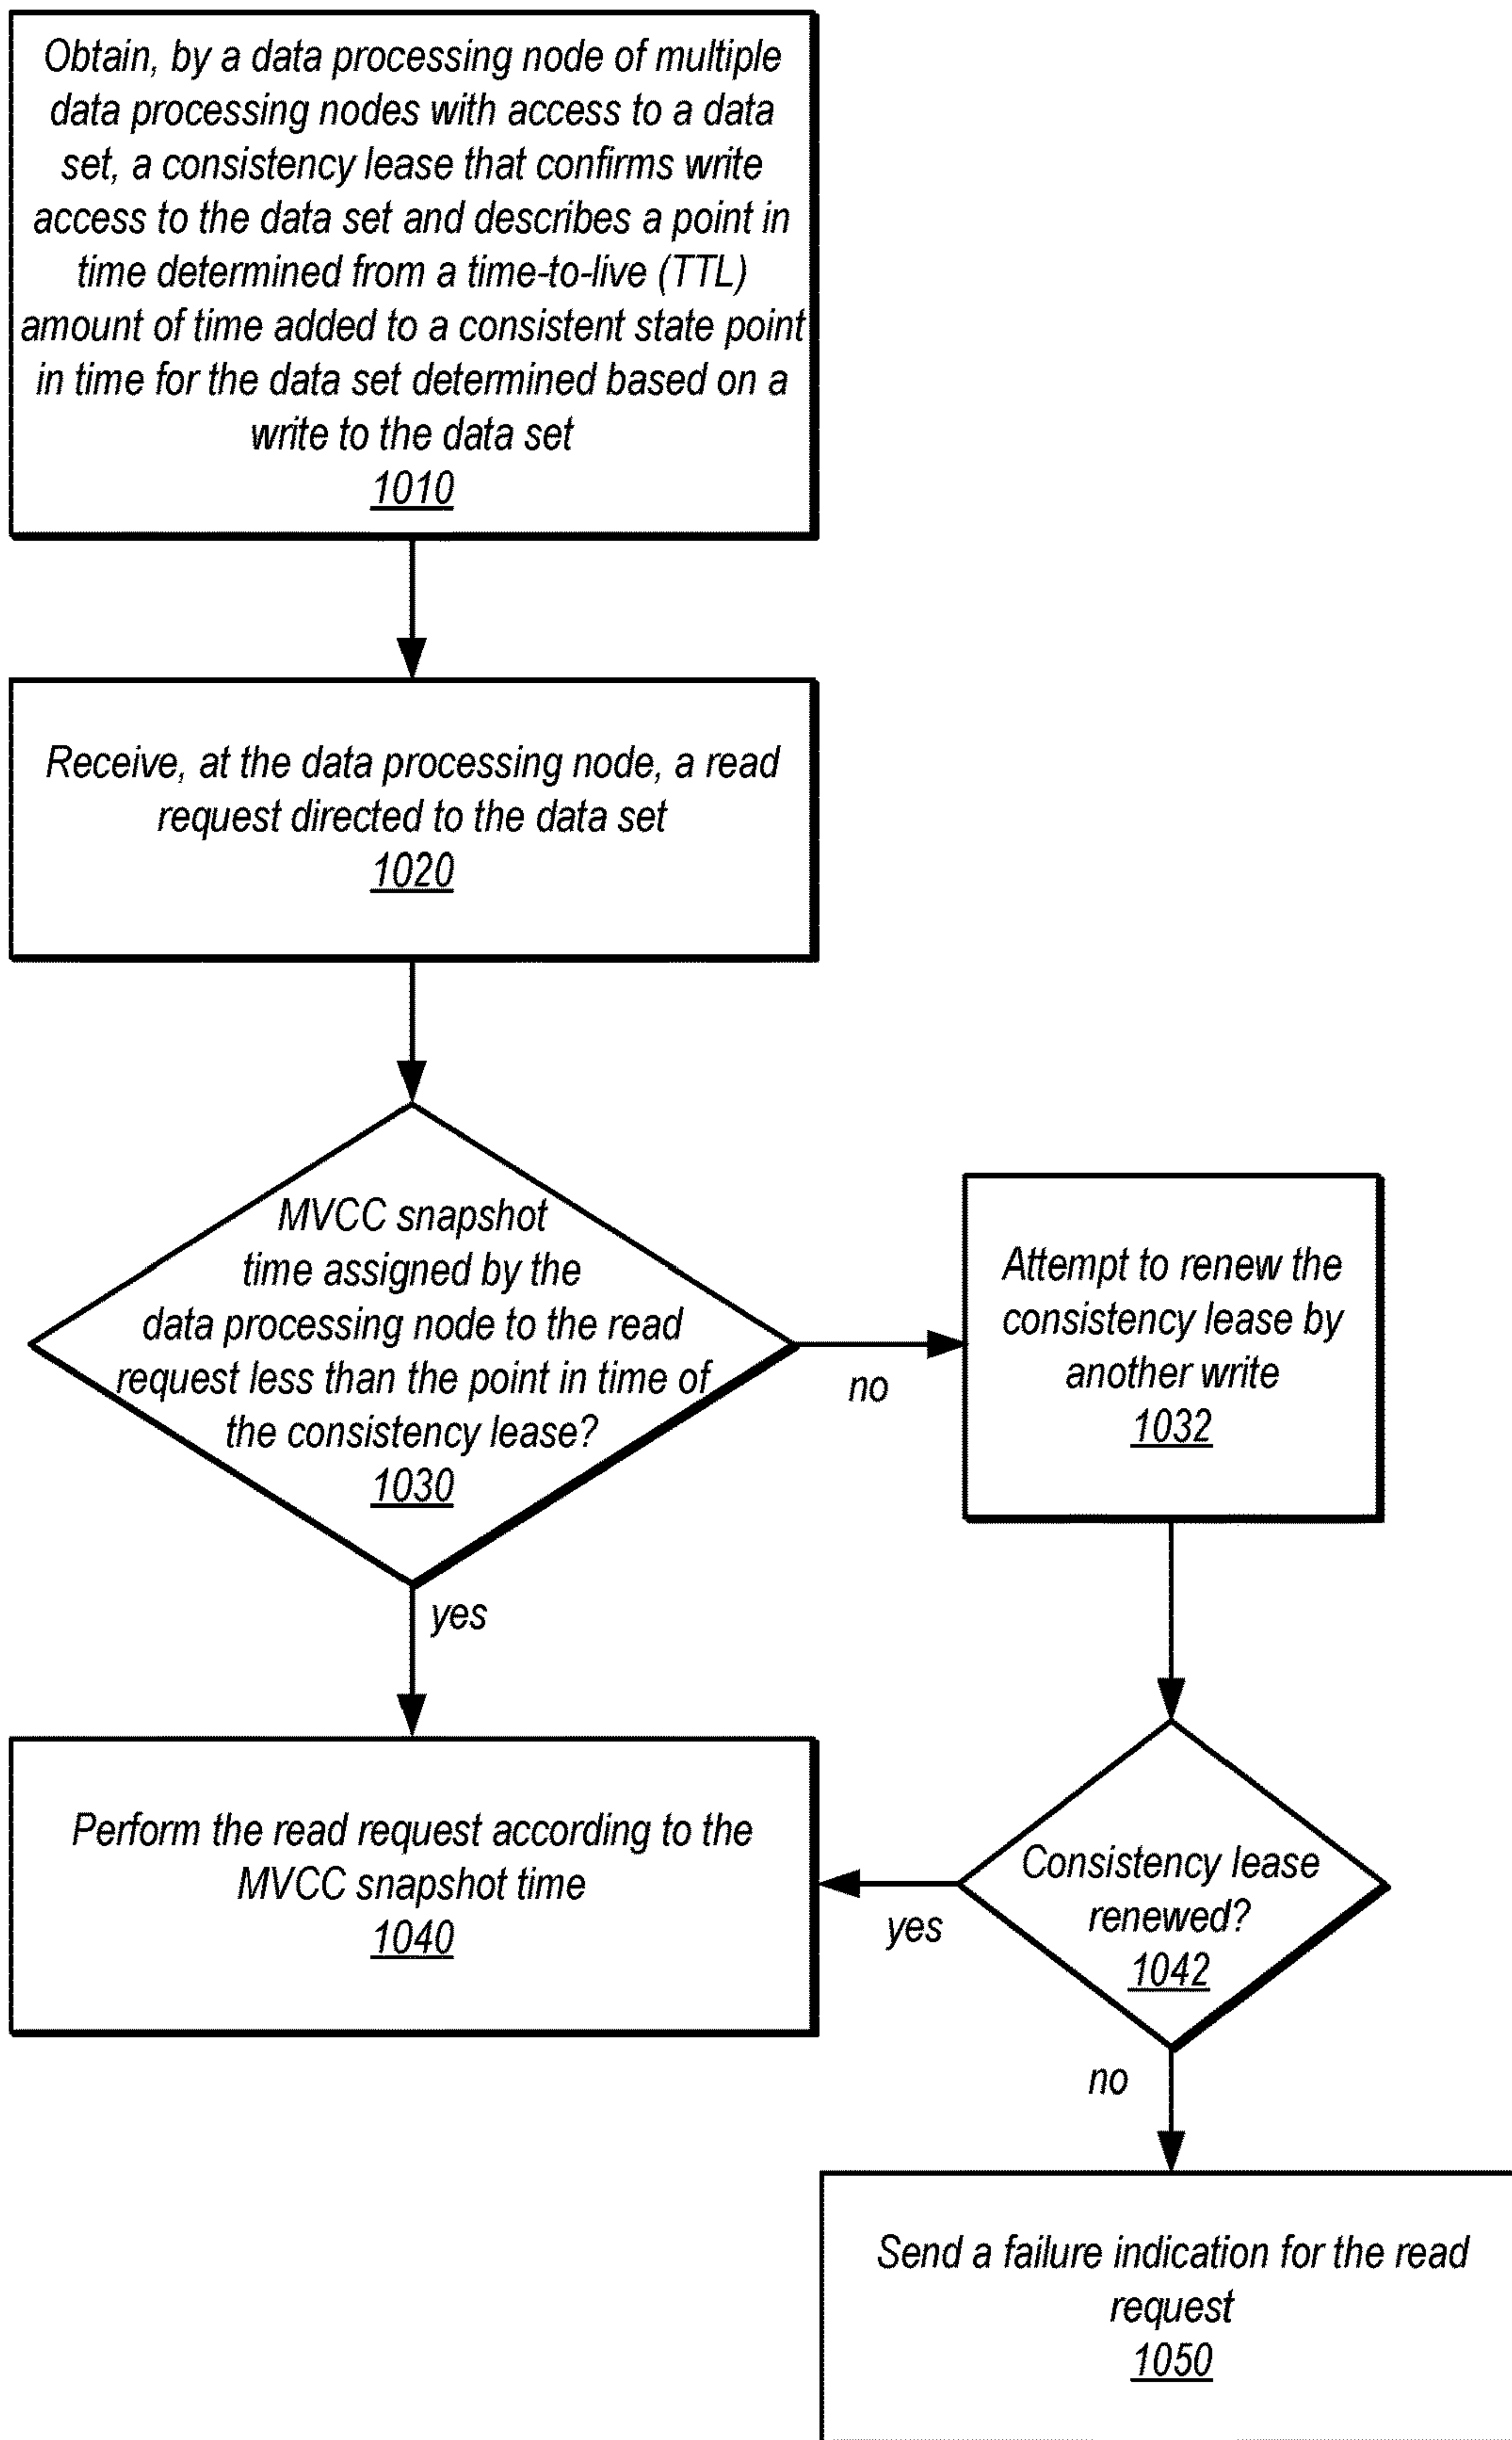 Obtain, by a data processing node of multiple
data processing nodes with access to a data
set, a consistency lease that confirms write
access to the data set and describes a point in
time determined from a time-to-live (TTL)
amount of time added to a consistent state point
in time for the data set determined based on a
write to the data set
1010
Receive, at the data processing node, a read
request directed to the data set
1020
MVCC snapshot
time assigned by the
data processing node to the read
request less than the point in time of
the consistency lease?
1030
no
Attempt to renew the
consistency lease by
another write
1032
yes
Perform the read request according to the
MVCC snapshot time
1040
yes
Consistency lease
renewed?
1042
no
Send a failure indication for the read
request
1050